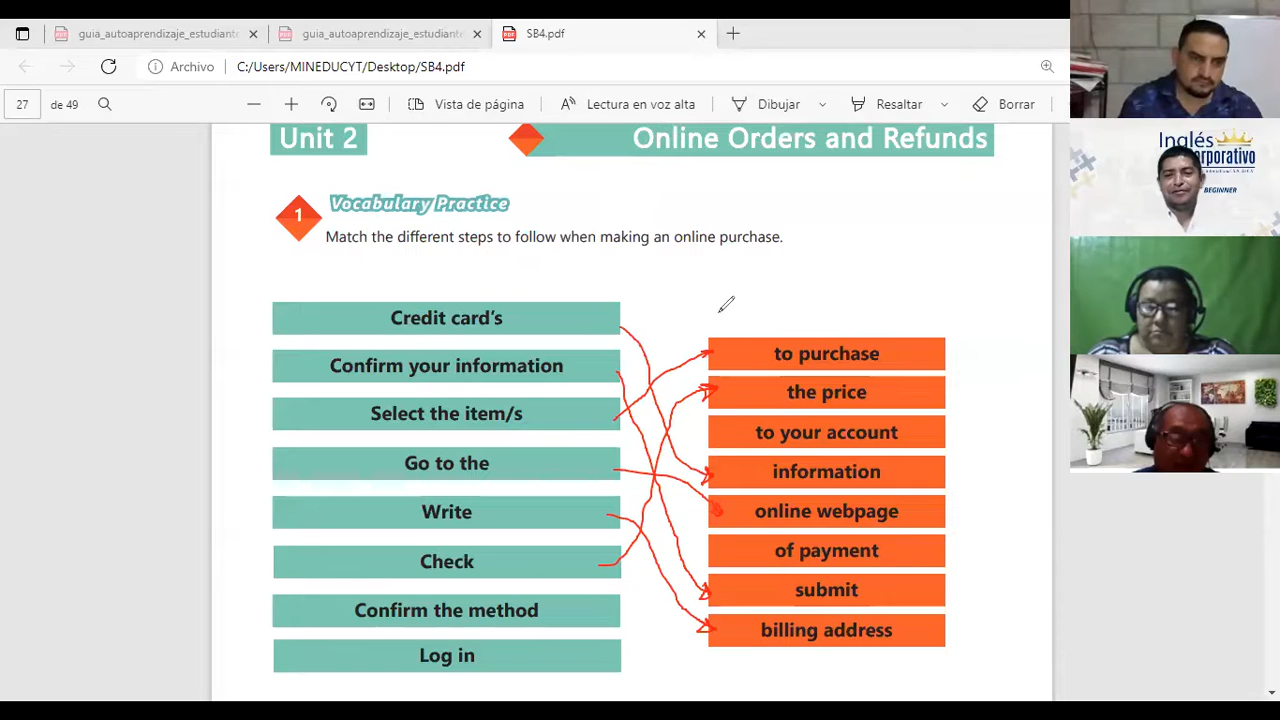 guia_autoaprendizaje_estudiante
guia_autoaprendizaje_estudiante
SB4.pdf
Archivo
C:/Users/MINEDUCYT/Desktop/SB4.pdf
27
de 49
Vista de página
Lectura en voz alta
Dibujar
Resaltar
Borrar
Unit 2
Online Orders and Refunds
1
Vocabulary Practice
Match the different steps to follow when making an online purchase.
Credit card's
Confirm your information
Select the item/s
Go to the
Write
Check
Confirm the method
Log in
to purchase
the price
to your account
information
online webpage
of payment
submit
billing address
Inglés
orporativo
BEGINNER